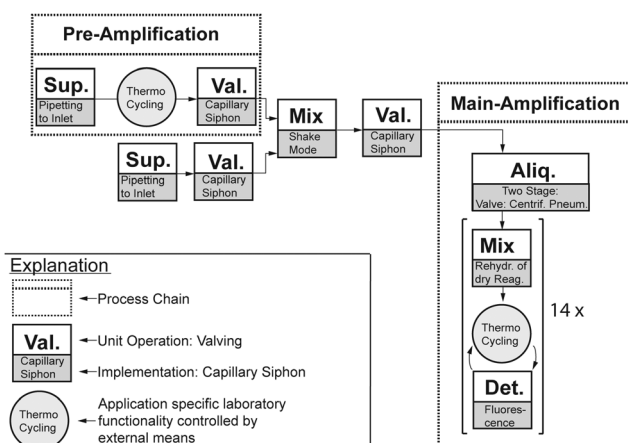 Pre-Amplification
Sup.
Pipetting
to Inlet
Thermo
Cycling
Val.
Capillary
Siphon
Mix
Shake
Mode
Val.
Capillary
Siphon
Sup.
Pipetting
to Inlet
Val.
Capillary
Siphon
Main-Amplification
Aliq.
Two Stage:
Valve: Centrif. Pneum.
Mix
Rehydr. of
dry Reag.
Thermo
Cycling
14 x
Det.
Fluores-
cence
Explanation
Process Chain
Val.
Capillary
Siphon
Unit Operation: Valving
Implementation: Capillary Siphon
Thermo
Cycling
Application specific laboratory
functionality controlled by
external means